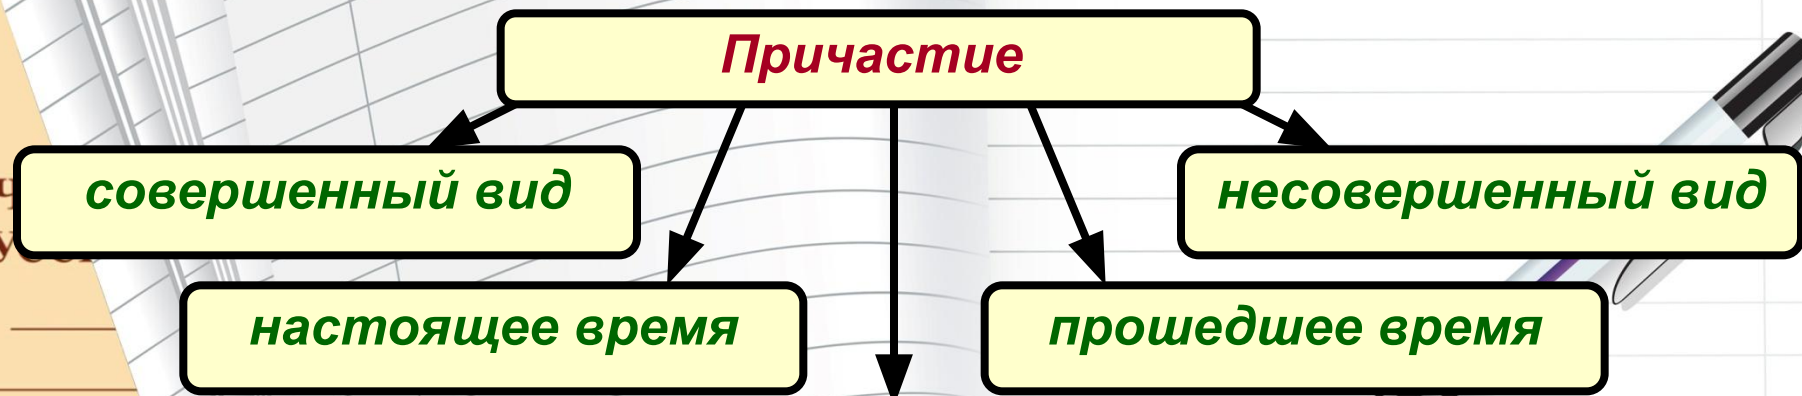 Причастие
совершенный вид
несовершенный вид
настоящее время
прошедшее время